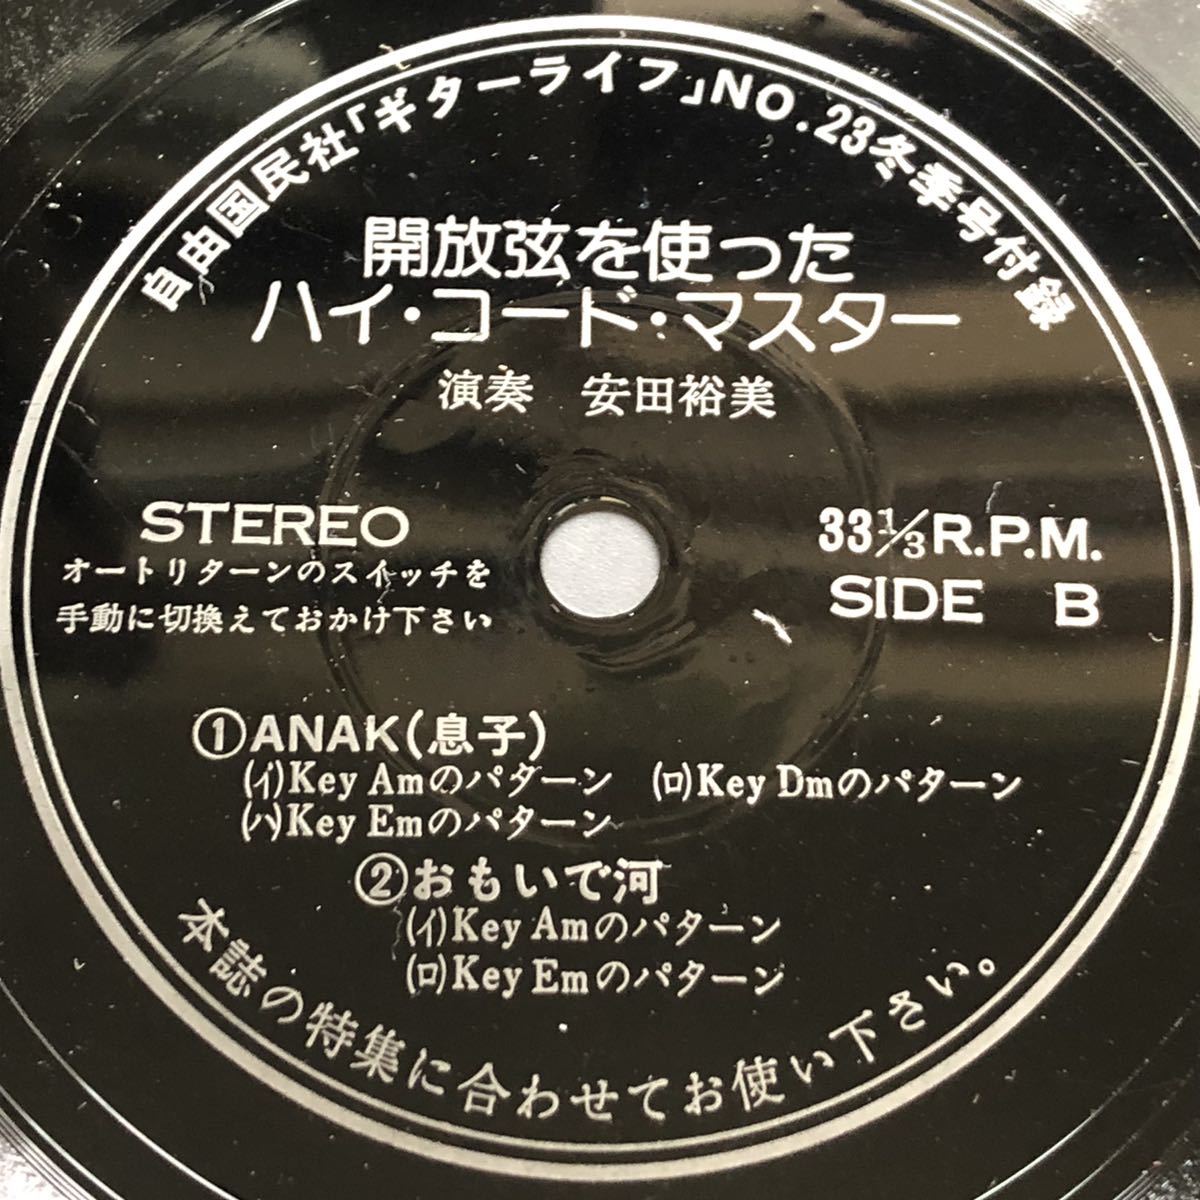 自由国民社「ギターライフ」NO.23冬季号付録
開放弦を使った
ハイ・コード・マスター
演奏 安田裕美
STEREO
オートリターンのスイッチを
手動に切換えておかけ下さい
33 1/3 R.P.M.
SIDE B
①ANAK(息子)
(イ)Key Amのパターン (ロ)Key Dmのパターン
(ハ)Key Emのパターン
②おもいで河
(イ)Key Amのパターン
(ロ)Key Emのパターン
本誌の特集に合わせてお使い下さい。